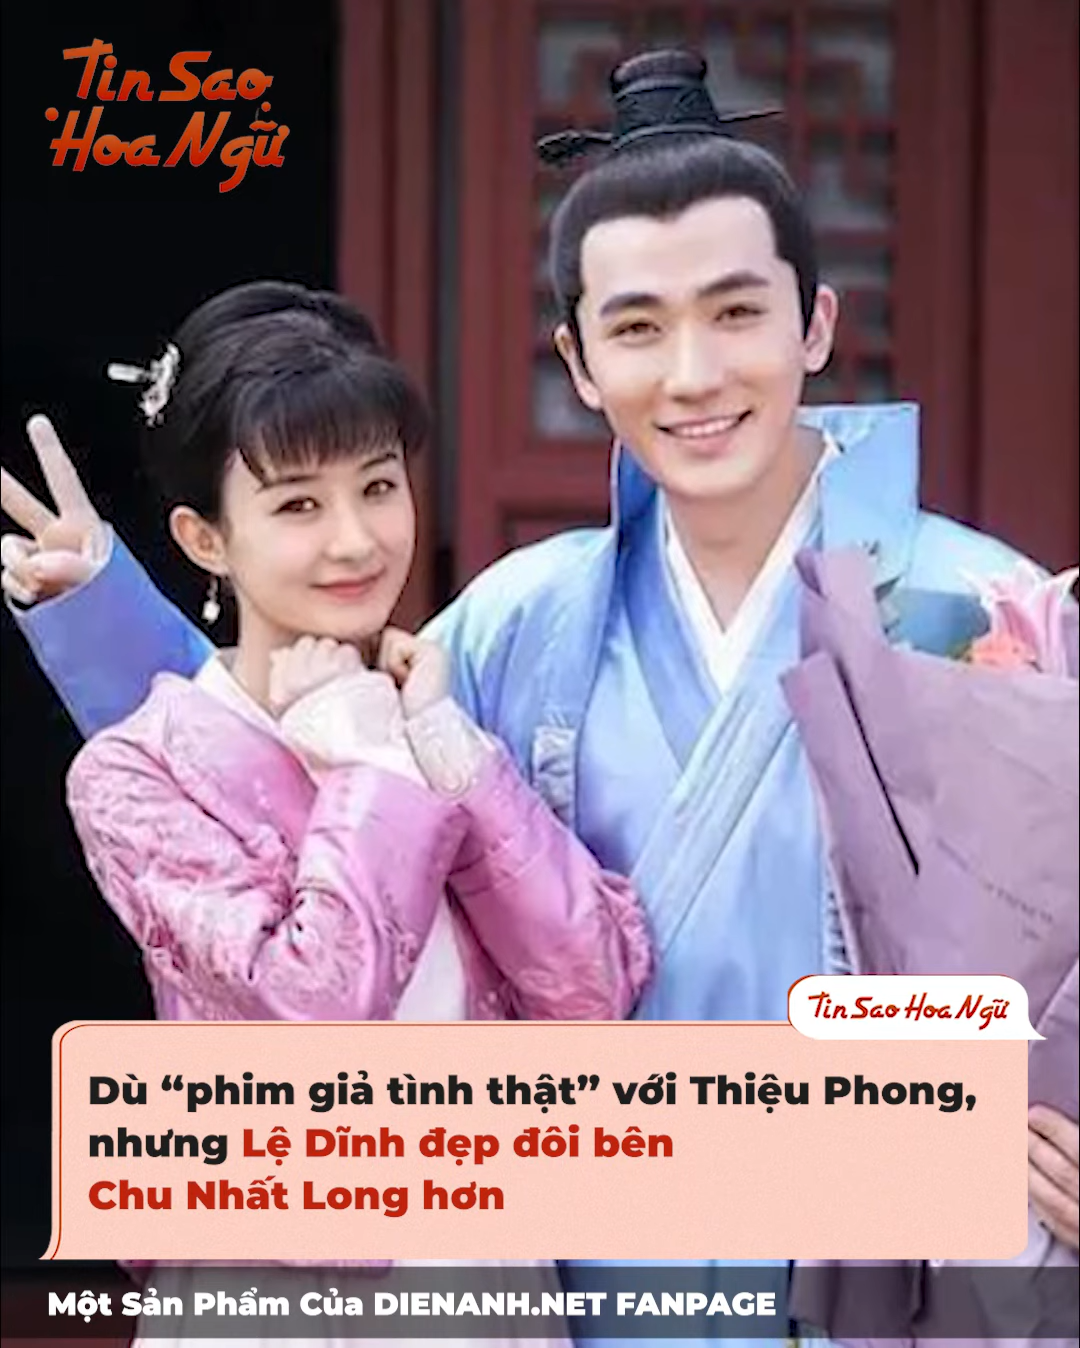 Tin Sao
Hoa Ngữ
Tin Sao Hoa Ngữ
Dù “phim giả tình thật” với Thiệu Phong,
nhưng Lệ Dĩnh đẹp đôi bên
Chu Nhất Long hơn
Một Sản Phẩm Của DIENANH.NET FANPAGE